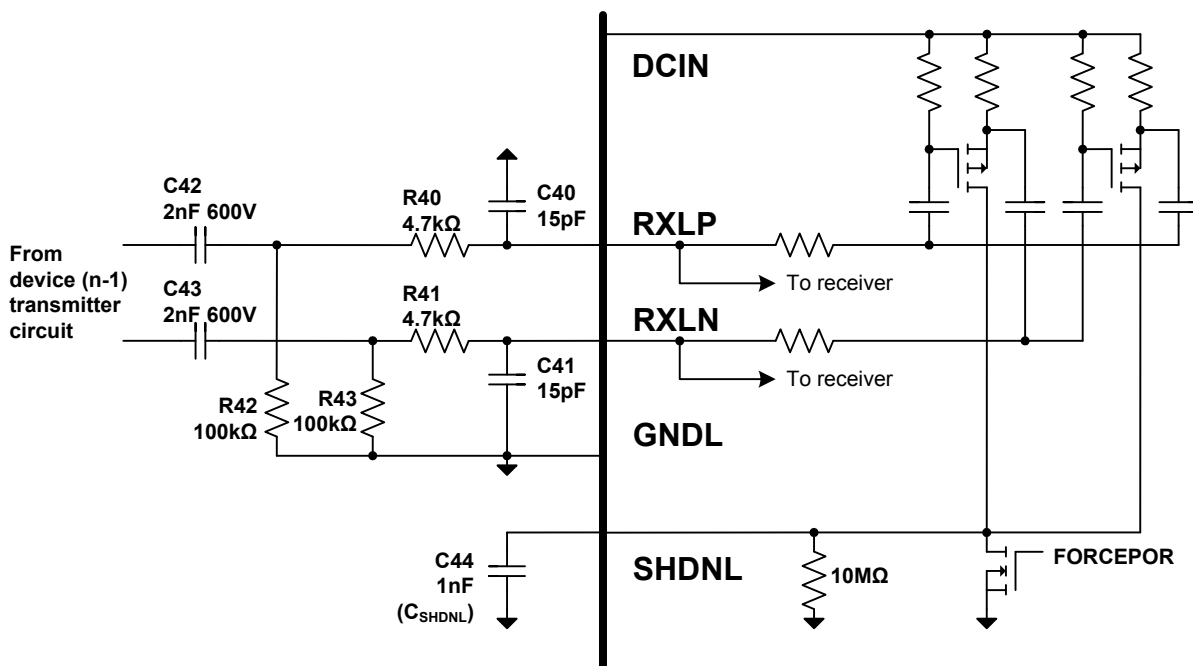 DCIN
C42
2nF 600V
R40
4.7kΩ
C40
15pF
RXLP
From
device (n-1)
transmitter
circuit
To receiver
C43
2nF 600V
R41
4.7kΩ
RXLN
C41
15pF
To receiver
R42
100kΩ
R43
100kΩ
GNDL
C44
1nF
(CSHDNL)
SHDNL
10MΩ
FORCEPOR